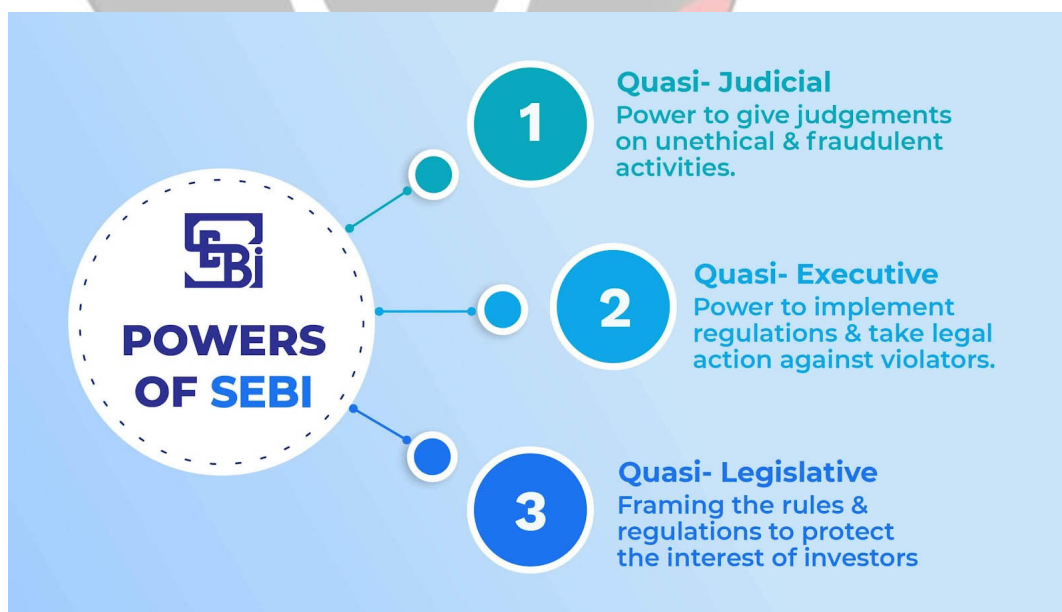 SEBI
POWERS
OF SEBI
1
Quasi- Judicial
Power to give judgements
on unethical & fraudulent
activities.
2
Quasi- Executive
Power to implement
regulations & take legal
action against violators.
3
Quasi- Legislative
Framing the rules &
regulations to protect
the interest of investors